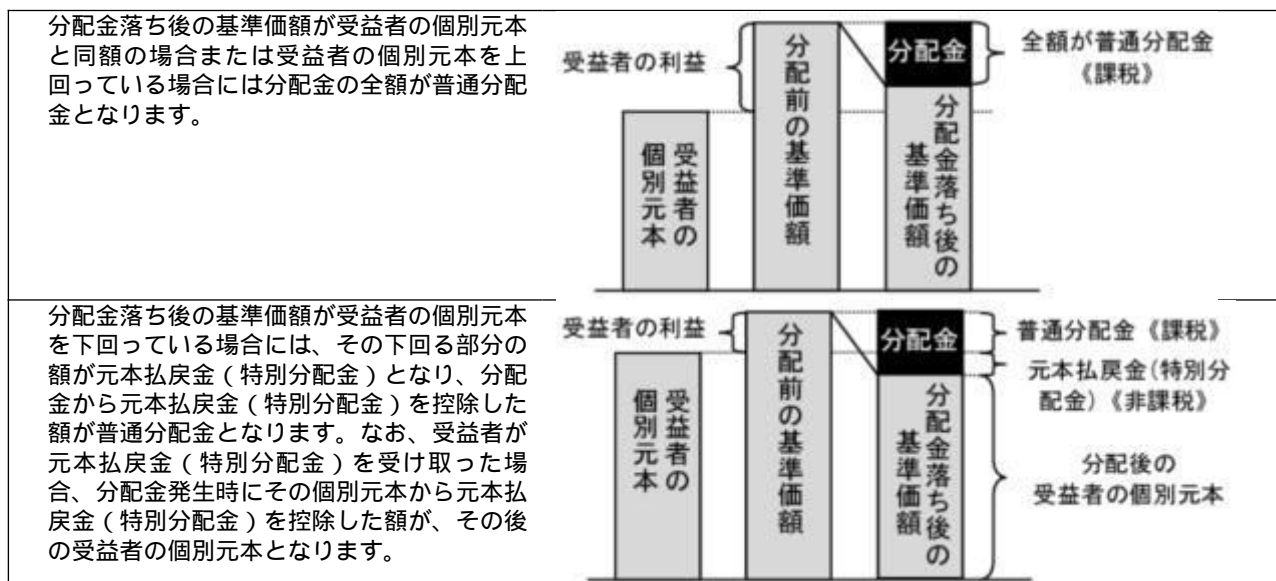 分配金落ち後の基準価額が受益者の個別元本
と同額の場合または受益者の個別元本を上
回っている場合には分配金の全額が普通分配
金となります。
受益者の利益
受益者の
個別元本
分配前の基準価額
分配金
分配金落ち後の
基準価額
全額が普通分配金
《課税》
分配金落ち後の基準価額が受益者の個別元本
を下回っている場合には、その下回る部分の
額が元本払戻金（特別分配金）となり、分配
金から元本払戻金（特別分配金）を控除した
額が普通分配金となります。なお、受益者が
元本払戻金（特別分配金）を受け取った場
合、分配金発生時にその個別元本から元本払
戻金（特別分配金）を控除した額が、その後
の受益者の個別元本となります。
受益者の利益
受益者の
個別元本
分配前の基準価額
分配金
分配金落ち後の
基準価額
普通分配金《課税》
元本払戻金(特別分
配金)《非課税》
分配後の
受益者の個別元本